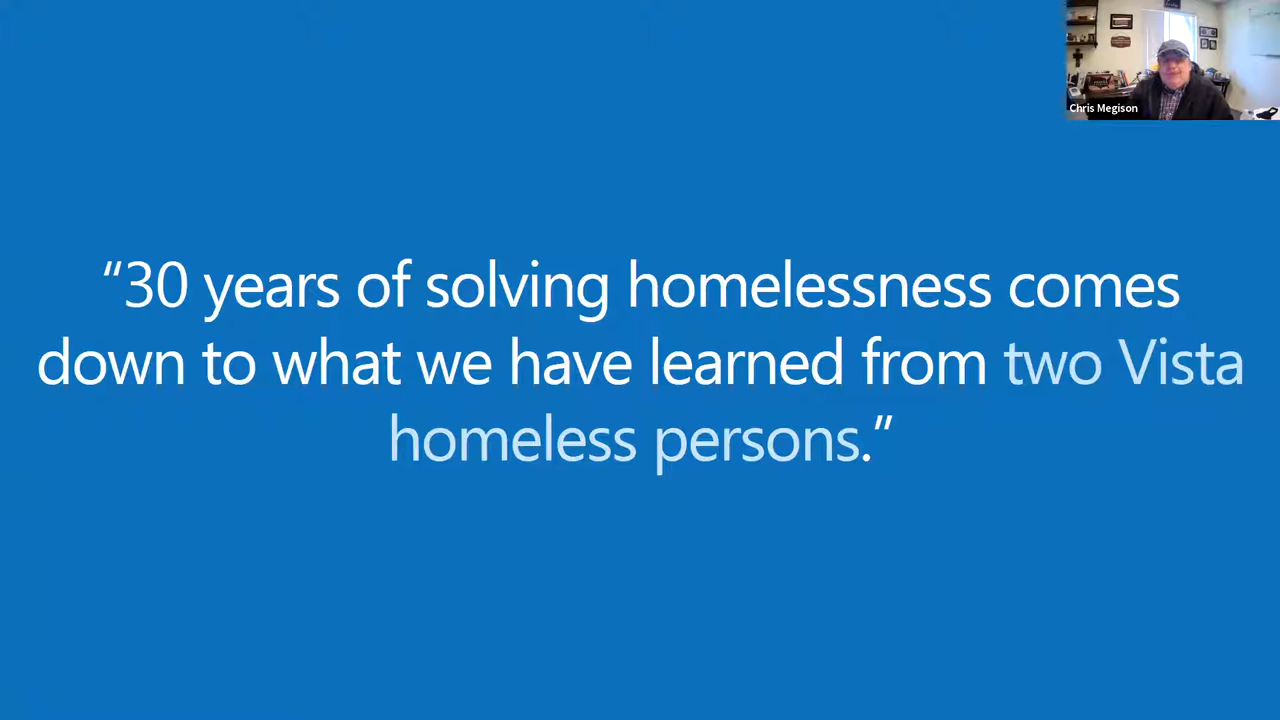 Chris Megison
“30 years of solving homelessness comes
down to what we have learned from two Vista
homeless persons.”